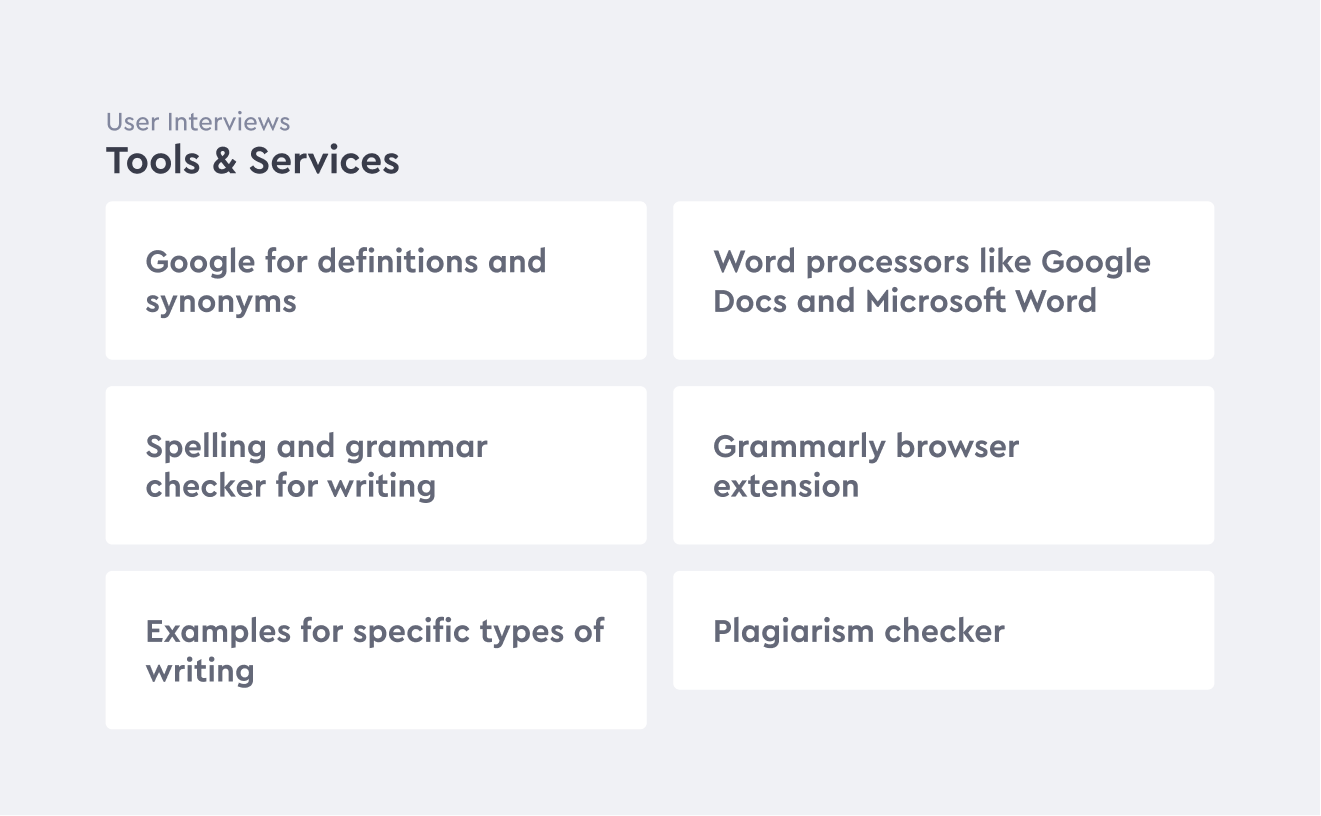 User Interviews
Tools & Services
Google for definitions and
synonyms
Word processors like Google
Docs and Microsoft Word
Spelling and grammar
checker for writing
Grammarly browser
extension
Examples for specific types of
writing
Plagiarism checker